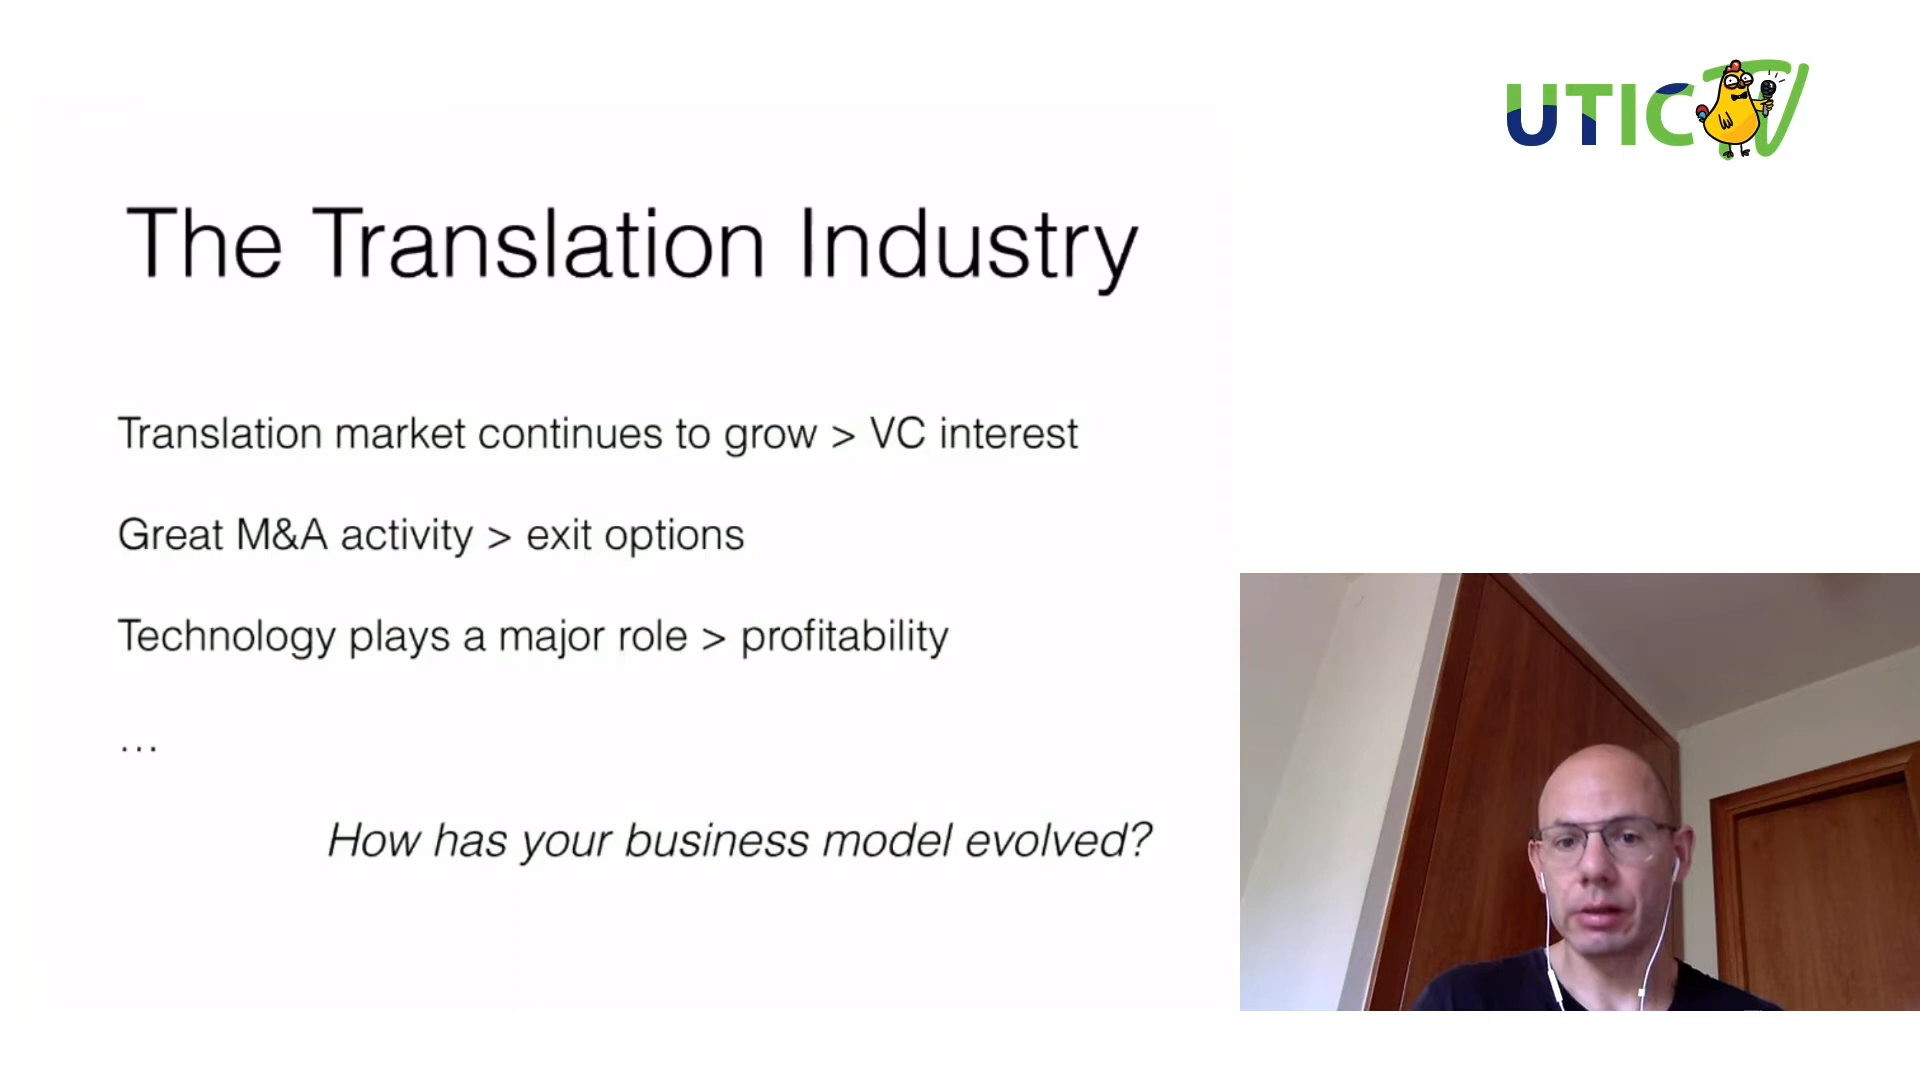 UTIC TV
The Translation Industry
Translation market continues to grow > VC interest
Great M&A activity > exit options
Technology plays a major role > profitability
…
How has your business model evolved?